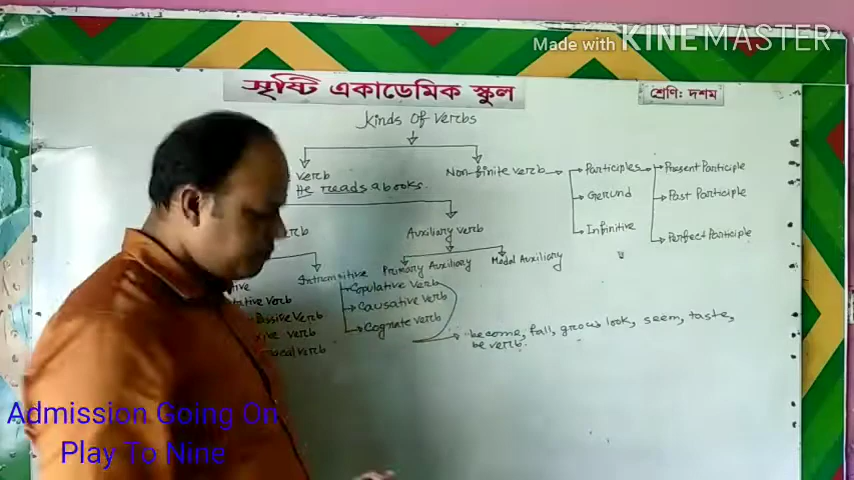 Made with KINEMASTER
সৃষ্টি একাডেমিক স্কুল
শ্রেণি: দশম
Kinds Of Verbs
Verb
He reads a books.
Non-finite verb
Participles
Present Participle
Gerund
Past Participle
Infinitive
Perfect Participle
Auxiliary verb
Primary Auxiliary
Modal Auxiliary
Intransitive
Copulative Verb
Causative Verb
Cognate verb
become, fall, grow, look, seem, taste,
be verb.
Admission Going On
Play To Nine